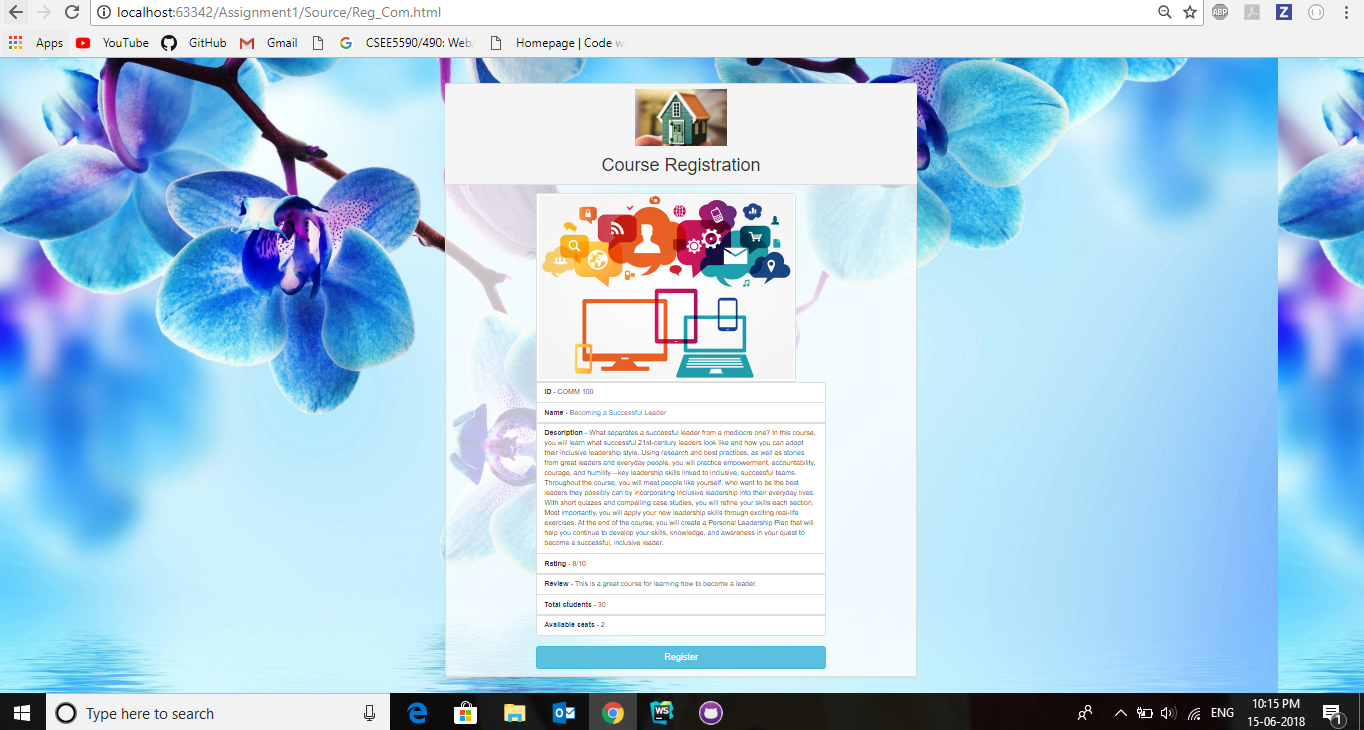 localhost:63342/Assignment1/Source/Reg_Com.html
ABP
Z
Apps
YouTube
GitHub
Gmail
CSEE5590/490: Web
Homepage | Code w
Course Registration
ID - COMM 100
Name - Becoming a Successful Leader
Description - What separates a successful leader from a mediocre one? In this course,
you will learn what successful 21st-century leaders look like and how you can adopt
their inclusive leadership style. Using research and best practices, as well as stories
from great leaders and everyday people, you will practice empowerment, accountability,
courage, and humility—key leadership skills linked to inclusive, successful teams.
Throughout the course, you will meet people like yourself, who want to be the best
leaders they possibly can by incorporating inclusive leadership into their everyday lives.
With short quizzes and compelling case studies, you will refine your skills each section.
Most importantly, you will apply your new leadership skills through exciting real-life
exercises. At the end of the course, you will create a Personal Leadership Plan that will
help you continue to develop your skills, knowledge, and awareness in your quest to
become a successful, inclusive leader.
Rating - 8/10
Review - This is a great course for learning how to become a leader.
Total students - 30
Available seats - 2
Register
Type here to search
WS
ENG
10:15 PM
15-06-2018
1